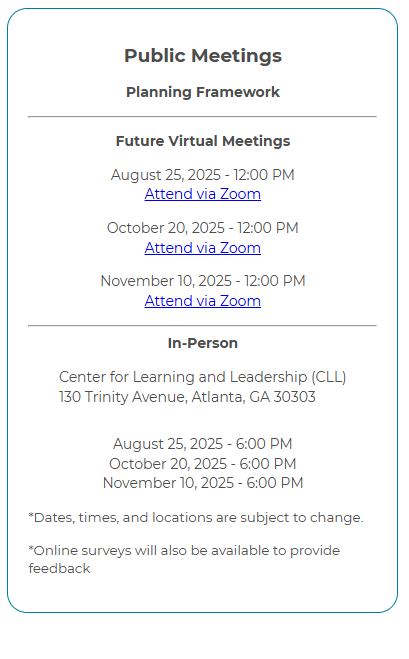 Public Meetings
Planning Framework
Future Virtual Meetings
August 25, 2025 - 12:00 PM
Attend via Zoom
October 20, 2025 - 12:00 PM
Attend via Zoom
November 10, 2025 - 12:00 PM
Attend via Zoom
In-Person
Center for Learning and Leadership (CLL)
130 Trinity Avenue, Atlanta, GA 30303
August 25, 2025 - 6:00 PM
October 20, 2025 - 6:00 PM
November 10, 2025 - 6:00 PM
*Dates, times, and locations are subject to change.
*Online surveys will also be available to provide
feedback